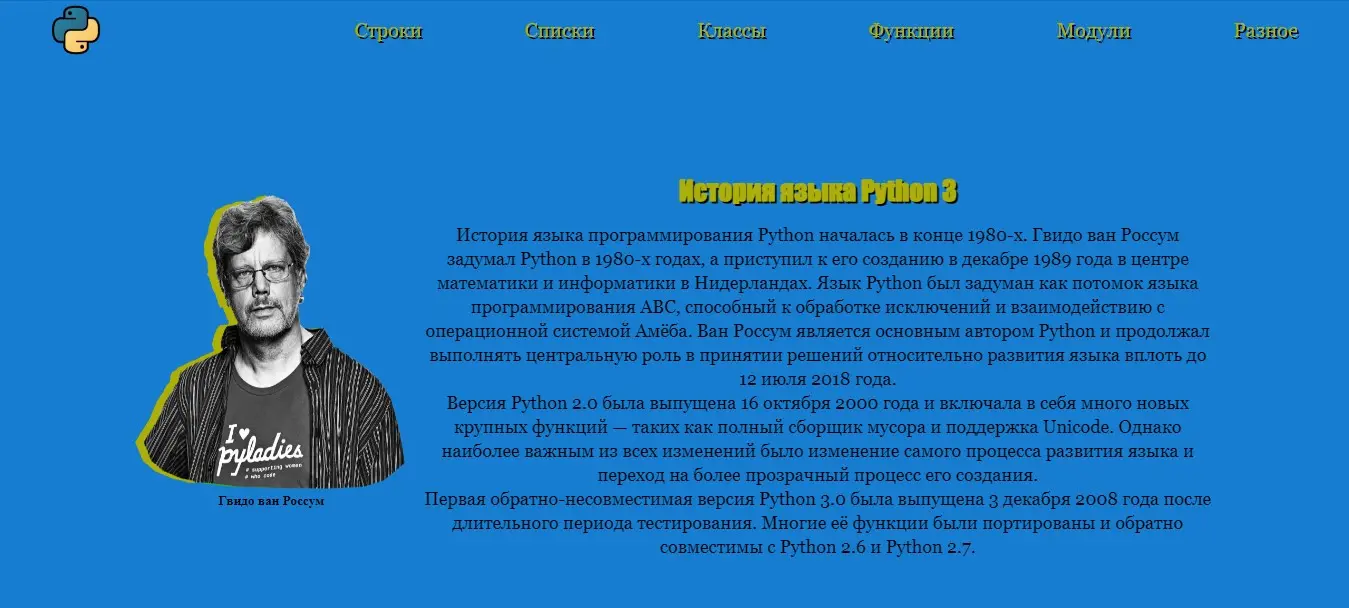 Строки Списки Классы Функции Модули Разное
История языка Python 3
История языка программирования Python началась в конце 1980-х. Гвидо ван Россум
задумал Python в 1980-х годах, а приступил к его созданию в декабре 1989 года в центре
математики и информатики в Нидерландах. Язык Python был задуман как потомок языка
программирования ABC, способный к обработке исключений и взаимодействию с
операционной системой Амёба. Ван Россум является основным автором Python и продолжал
выполнять центральную роль в принятии решений относительно развития языка вплоть до
12 июля 2018 года.
Версия Python 2.0 была выпущена 16 октября 2000 года и включала в себя много новых
крупных функций — таких как полный сборщик мусора и поддержка Unicode. Однако
наиболее важным из всех изменений было изменение самого процесса развития языка и
переход на более прозрачный процесс его создания.
Первая обратно-несовместимая версия Python 3.0 была выпущена 3 декабря 2008 года после
длительного периода тестирования. Многие её функции были портированы и обратно
совместимы с Python 2.6 и Python 2.7.
I ♥
pyladies
# supporting women
# who code
Гвидо ван Россум